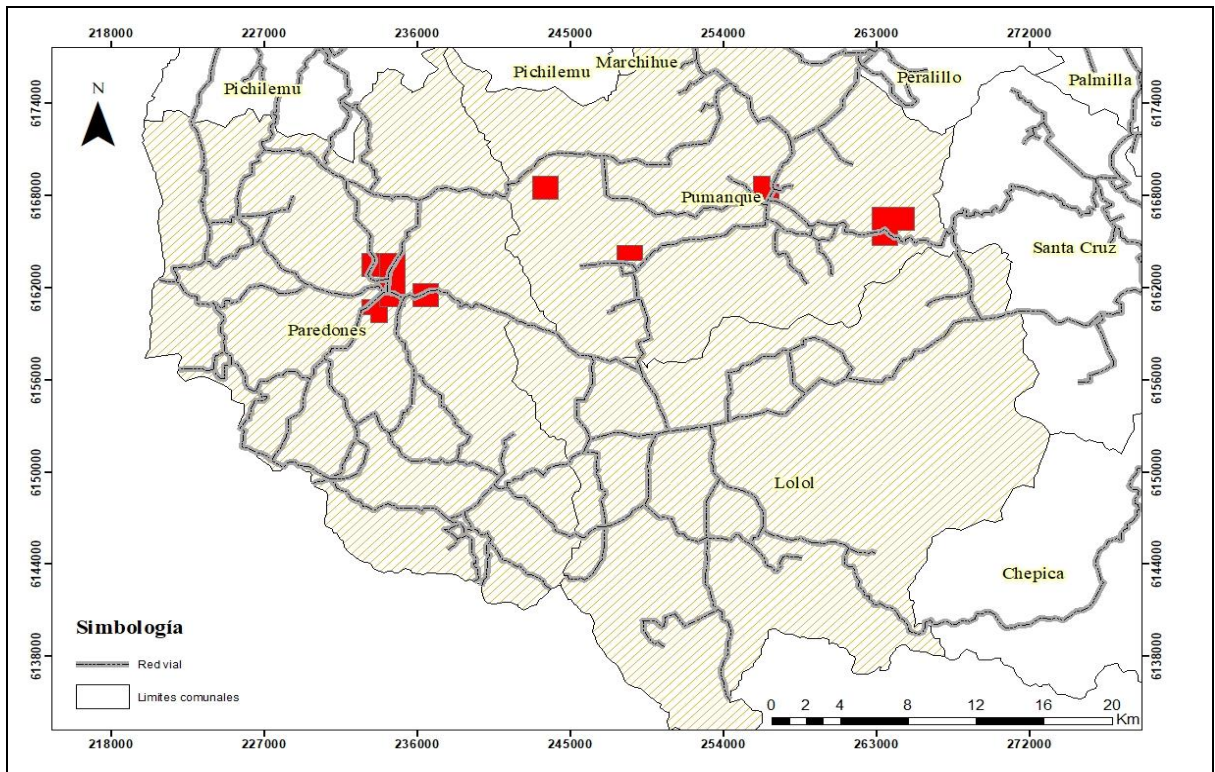 218000 227000 236000 245000 254000 263000 272000
Pichilemu Marchihue
Pichilemu Peralillo Palmilla
N
6174000 6174000
6168000 Pumanque 6168000
Santa Cruz
6162000 6162000
Paredones
6156000 6156000
6150000 Lolol 6150000
6144000 Chepica 6144000
Simbología
6138000 Red vial 6138000
Limites comunales
0 2 4 8 12 16 20
Km
218000 227000 236000 245000 254000 263000 272000